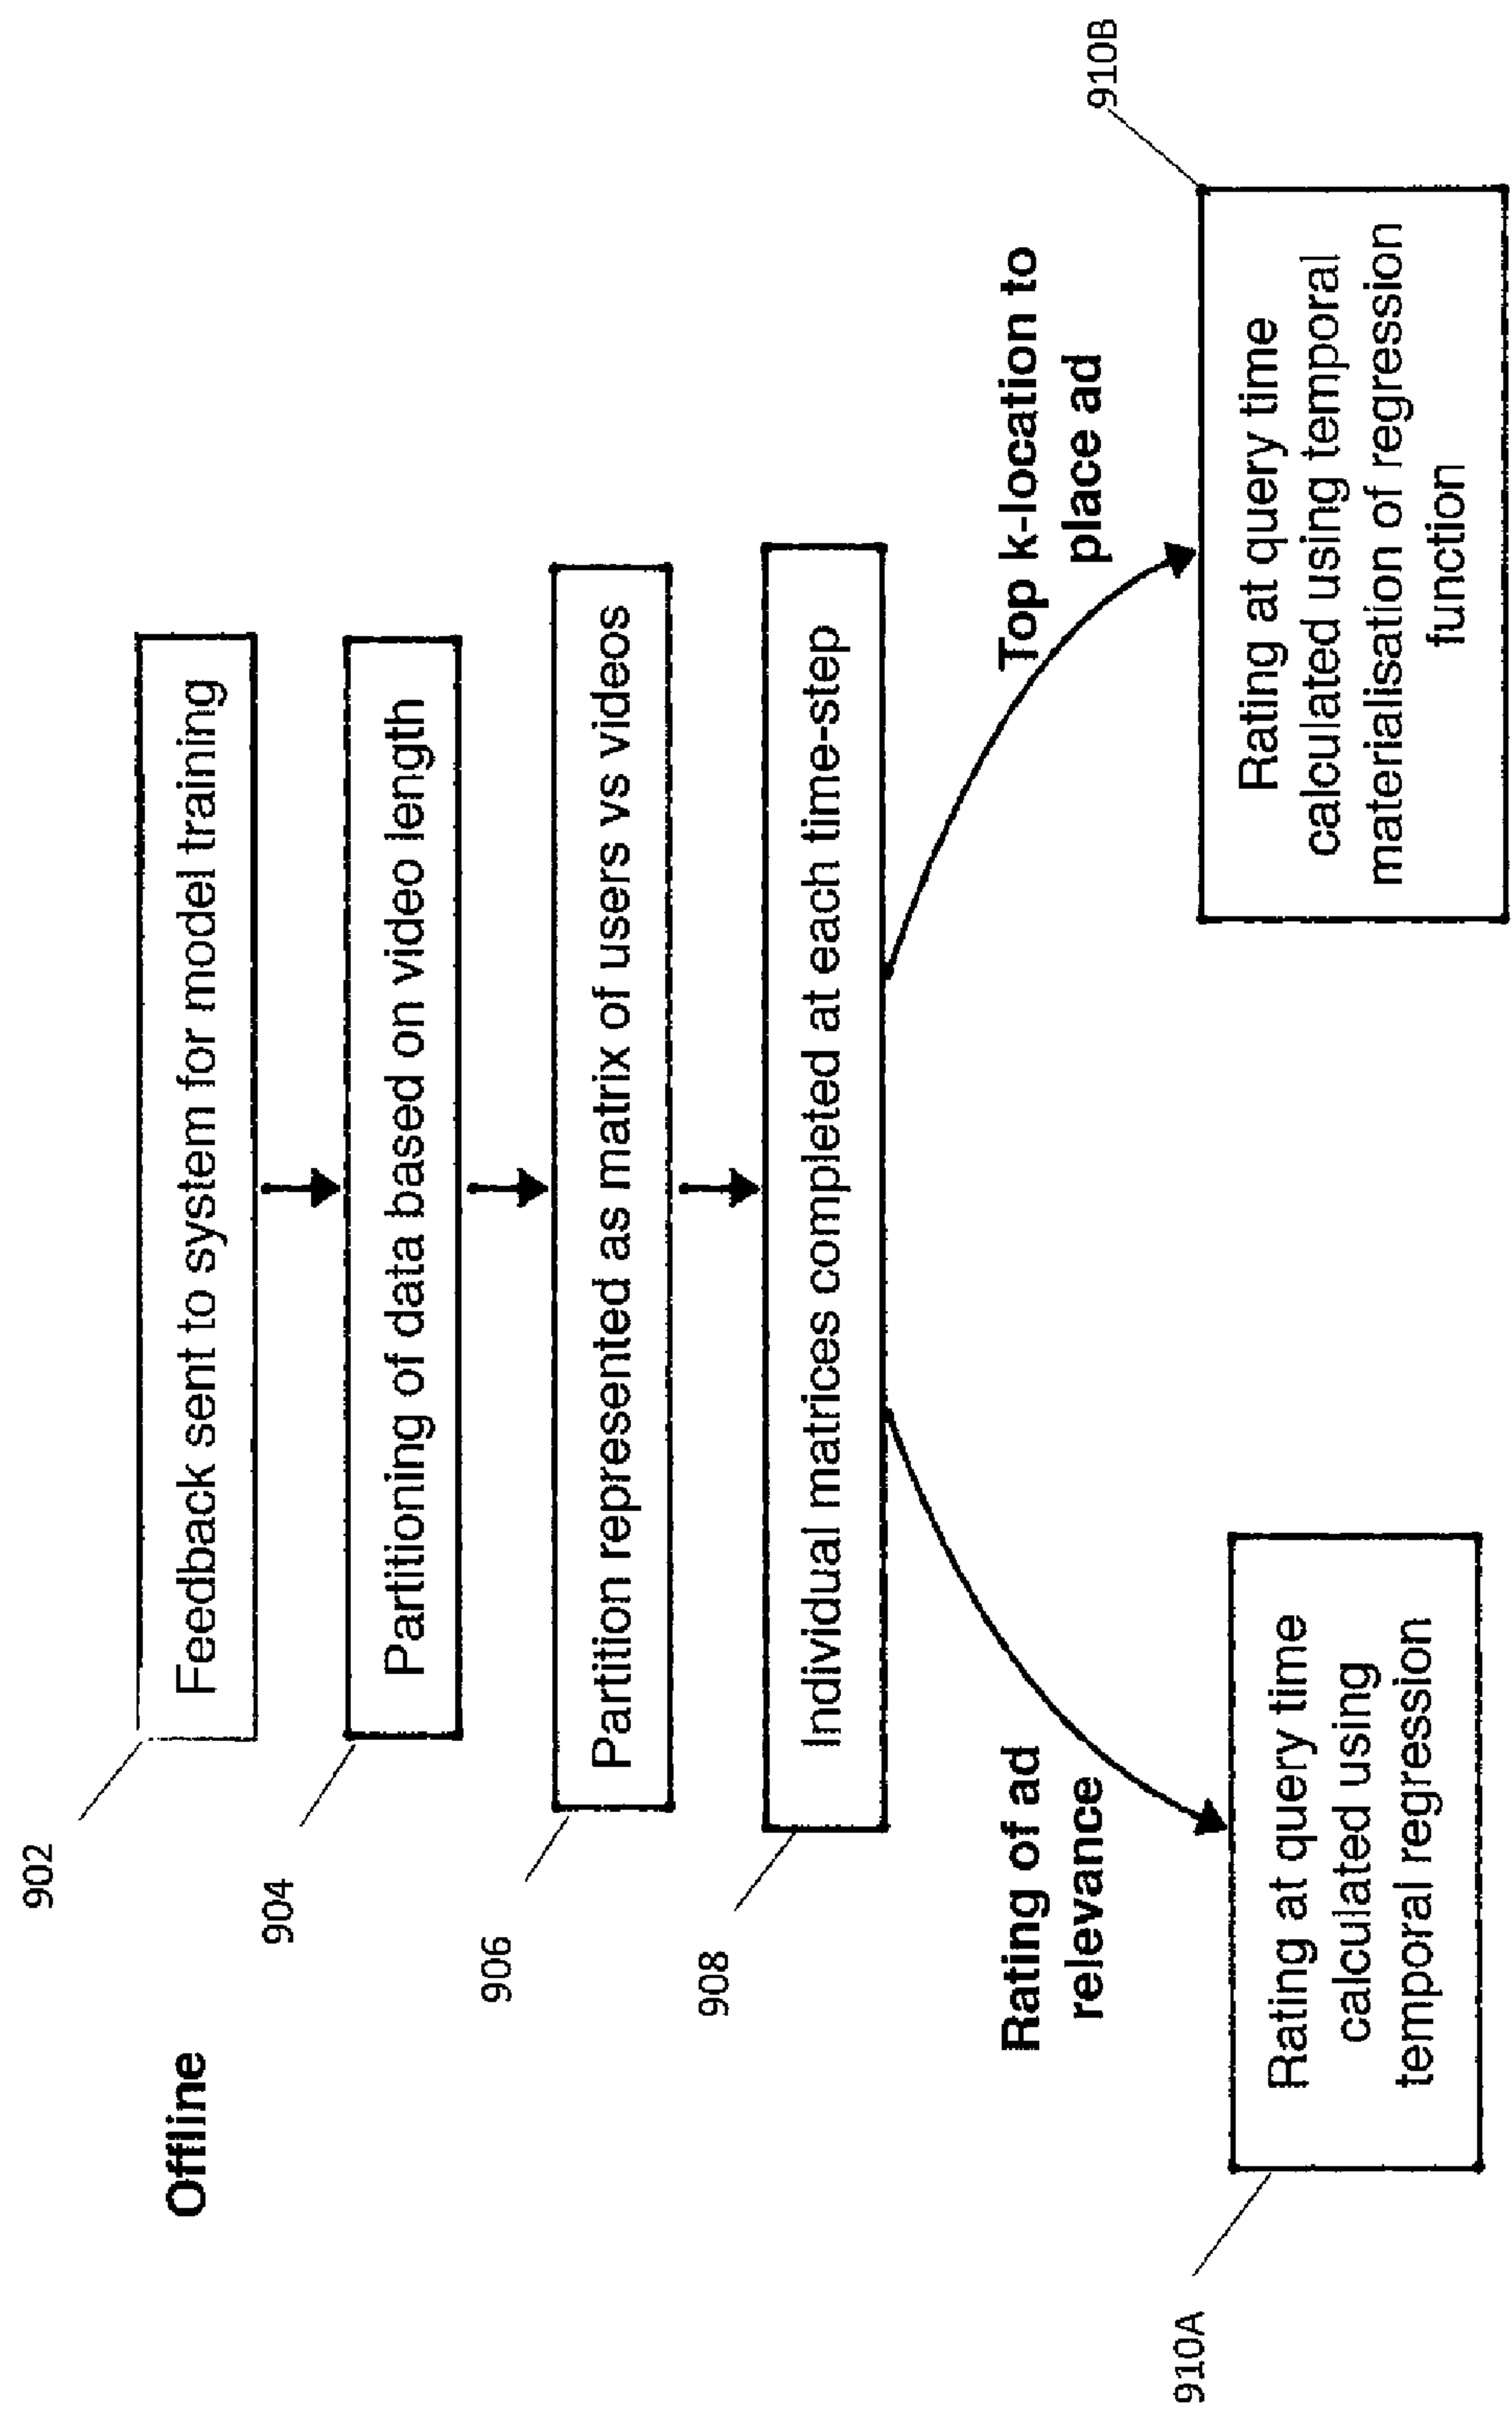 902
Feedback sent to system for model training
Offline
904
Partitioning of data based on video length
906
Partition represented as matrix of users vs videos
908
Individual matrices completed at each time-step
Rating of ad
relevance
Top k-location to
place ad
910A
Rating at query time
calculated using
temporal regression
910B
Rating at query time
calculated using temporal
materialisation of regression
function